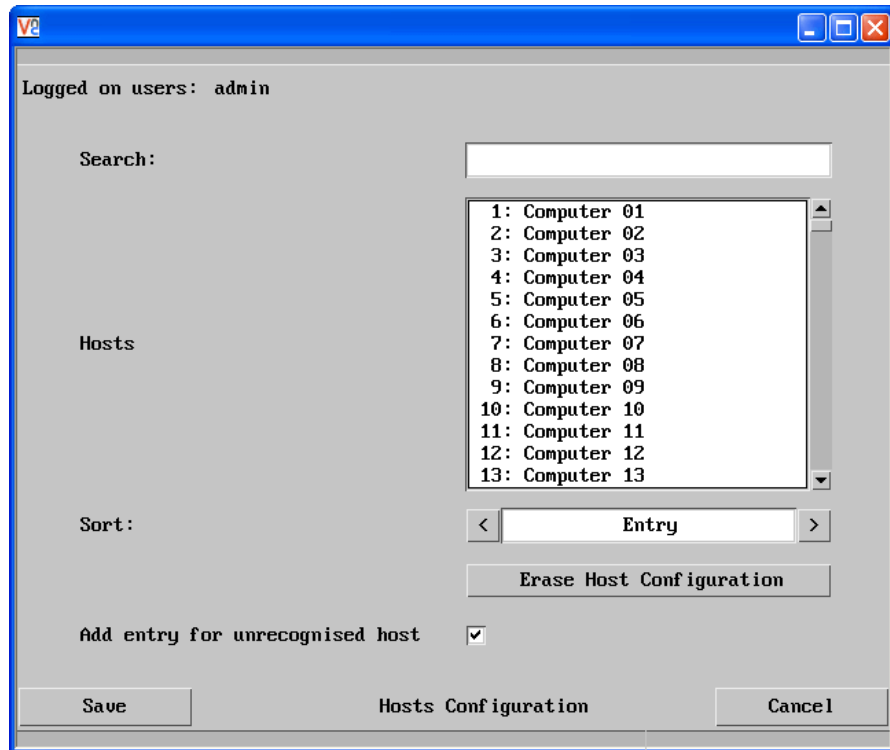 Logged on users: admin
Search:
Hosts
1: Computer 01
2: Computer 02
3: Computer 03
4: Computer 04
5: Computer 05
6: Computer 06
7: Computer 07
8: Computer 08
9: Computer 09
10: Computer 10
11: Computer 11
12: Computer 12
13: Computer 13
Sort: < Entry >
Erase Host Configuration
Add entry for unrecognised host
Save Hosts Configuration Cancel